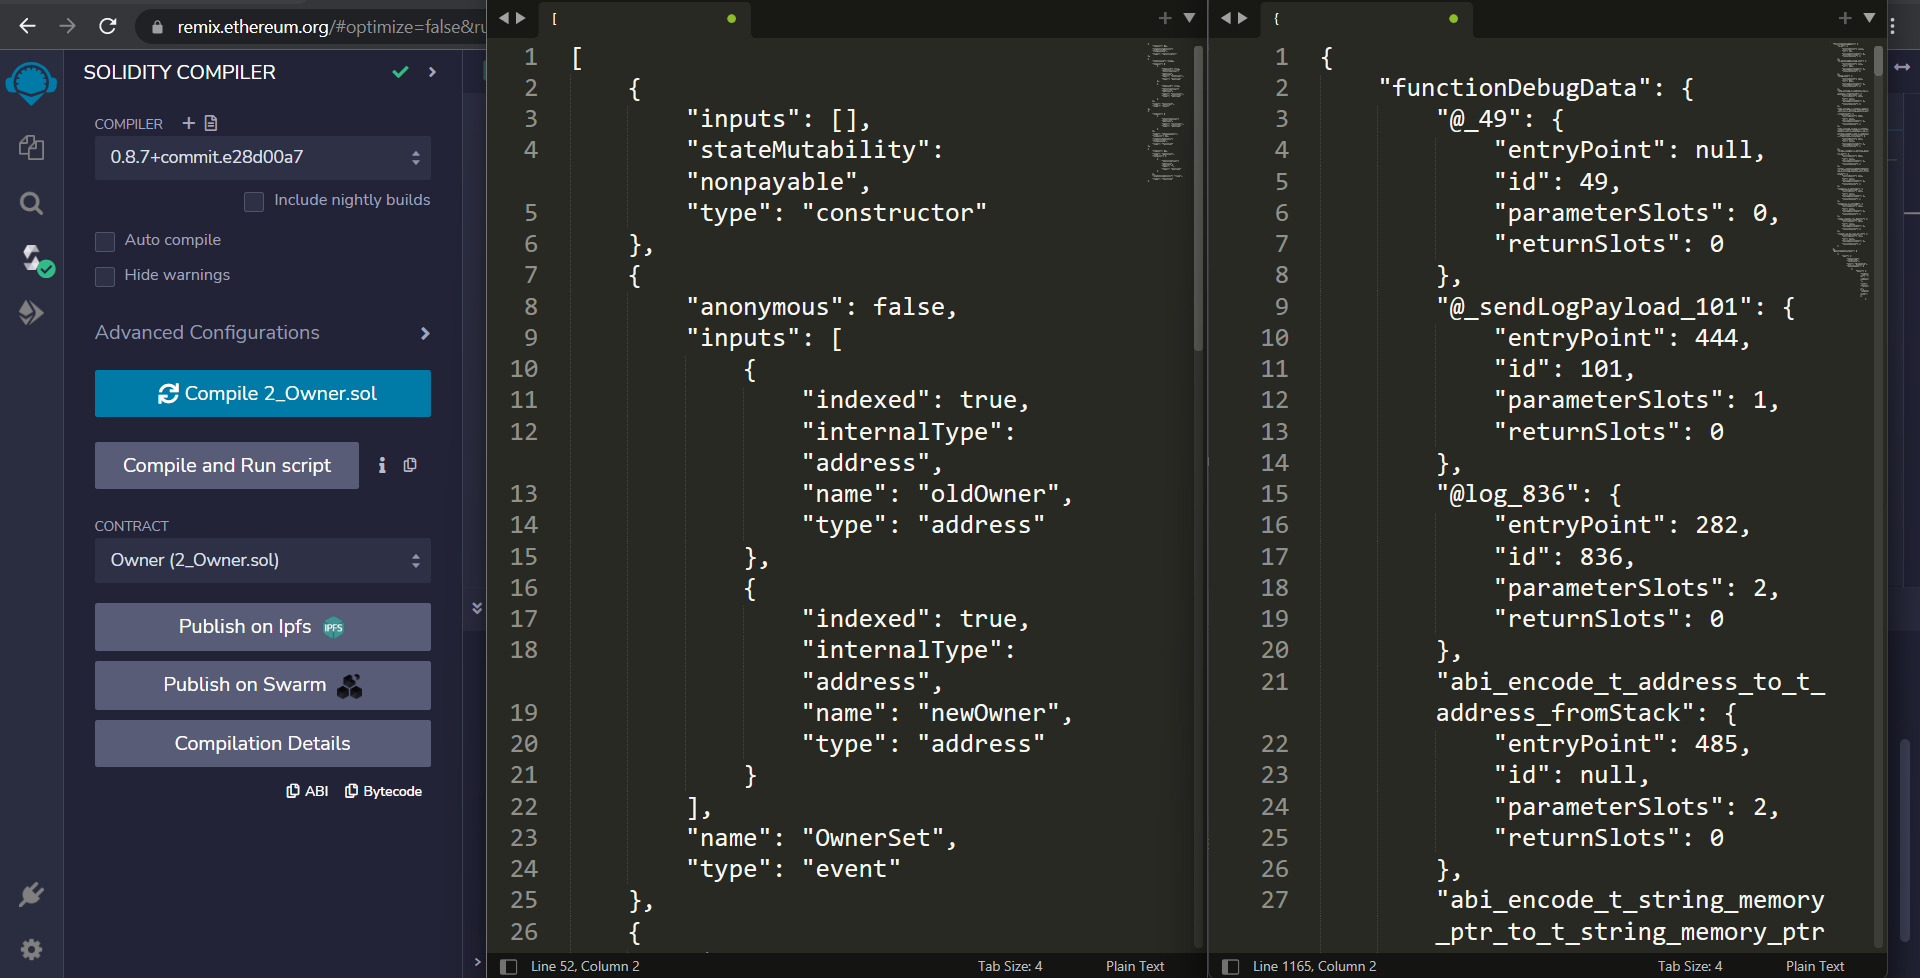 remix.ethereum.org/#optimize=false&ru
SOLIDITY COMPILER
COMPILER
0.8.7+commit.e28d00a7
Include nightly builds
Auto compile
Hide warnings
Advanced Configurations
Compile 2_Owner.sol
Compile and Run script
CONTRACT
Owner (2_Owner.sol)
Publish on Ipfs
IPFS
Publish on Swarm
Compilation Details
ABI
Bytecode
[
1 [
2 {
3 "inputs": [],
4 "stateMutability":
"nonpayable",
5 "type": "constructor"
6 },
7 {
8 "anonymous": false,
9 "inputs": [
10 {
11 "indexed": true,
12 "internalType":
"address",
13 "name": "oldOwner",
14 "type": "address"
15 },
16 {
17 "indexed": true,
18 "internalType":
"address",
19 "name": "newOwner",
20 "type": "address"
21 }
22 ],
23 "name": "OwnerSet",
24 "type": "event"
25 },
26 {
Line 52, Column 2
Tab Size: 4
Plain Text
{
1 {
2 "functionDebugData": {
3 "@_49": {
4 "entryPoint": null,
5 "id": 49,
6 "parameterSlots": 0,
7 "returnSlots": 0
8 },
9 "@_sendLogPayload_101": {
10 "entryPoint": 444,
11 "id": 101,
12 "parameterSlots": 1,
13 "returnSlots": 0
14 },
15 "@log_836": {
16 "entryPoint": 282,
17 "id": 836,
18 "parameterSlots": 2,
19 "returnSlots": 0
20 },
21 "abi_encode_t_address_to_t_
address_fromStack": {
22 "entryPoint": 485,
23 "id": null,
24 "parameterSlots": 2,
25 "returnSlots": 0
26 },
27 "abi_encode_t_string_memory
_ptr_to_t_string_memory_ptr
Line 1165, Column 2
Tab Size: 4
Plain Text